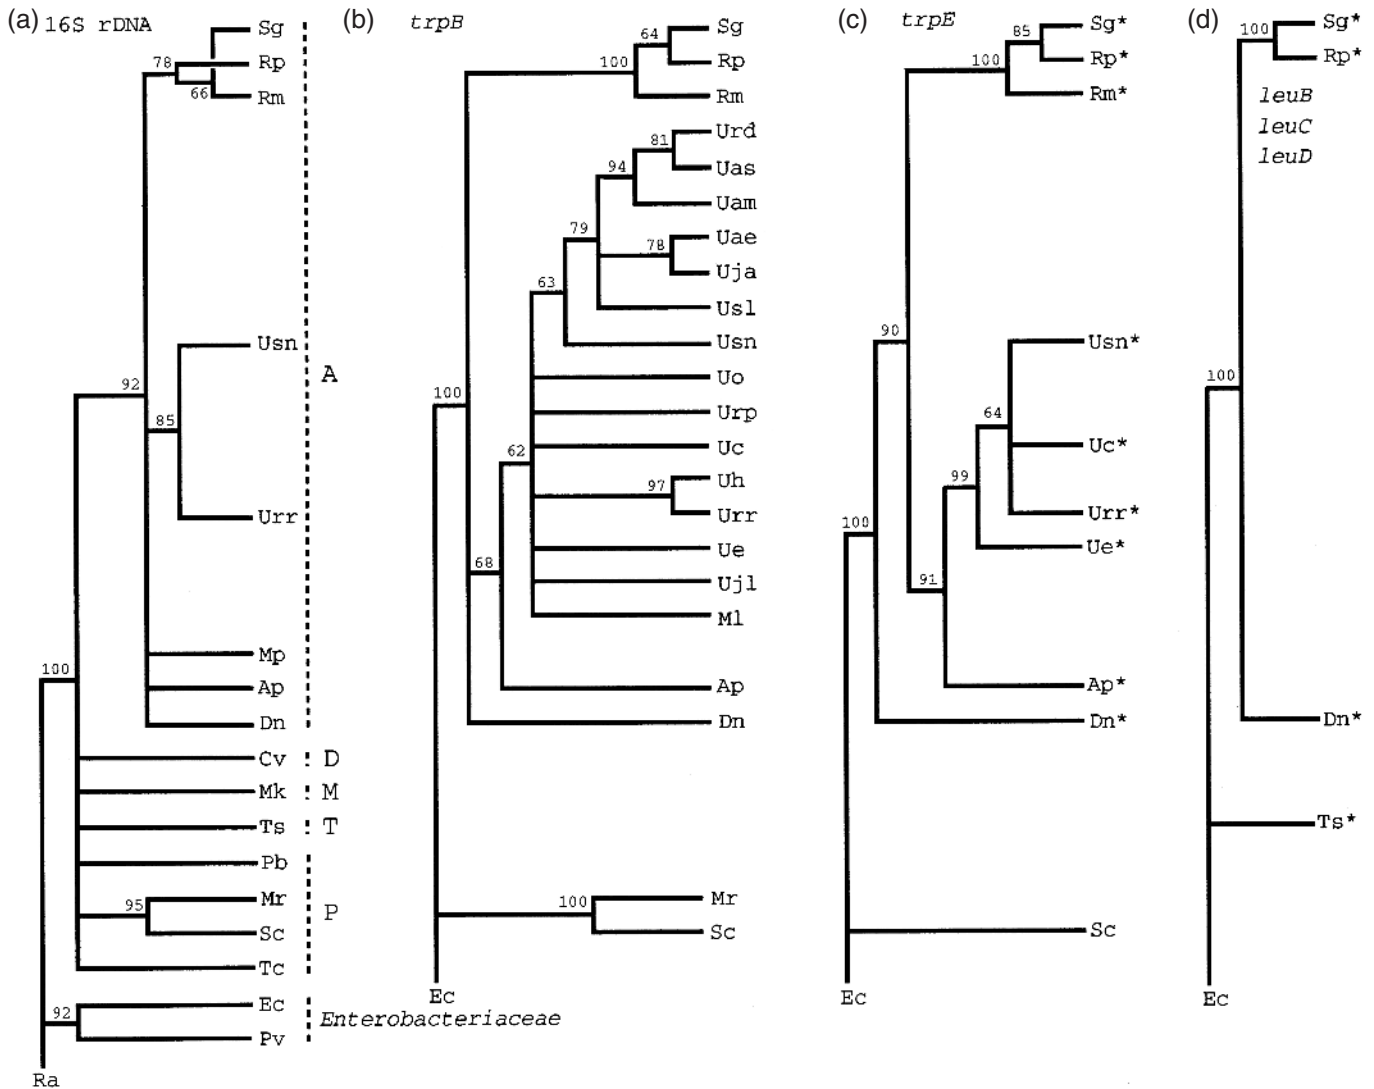 (a) 16S rDNA
78
66
92
85
100
95
92
Sg
Rp
Rm
Usn
Urr
Mp
Ap
Dn
Cv
Mk
Ts
Pb
Mr
Sc
Tc
Ec
Pv
Ra
A
D
M
T
P
Enterobacteriaceae
(b) trpB
64
100
81
94
79
78
63
100
62
97
68
100
Sg
Rp
Rm
Urd
Uas
Uam
Uae
Uja
Usl
Usn
Uo
Urp
Uc
Uh
Urr
Ue
Ujl
Ml
Ap
Dn
Mr
Sc
Ec
(c) trpE
85
100
90
64
99
100
91
Sg*
Rp*
Rm*
Usn*
Uc*
Urr*
Ue*
Ap*
Dn*
Sc
Ec
(d)
100
100
Sg*
Rp*
leuB
leuC
leuD
Dn*
Ts*
Ec